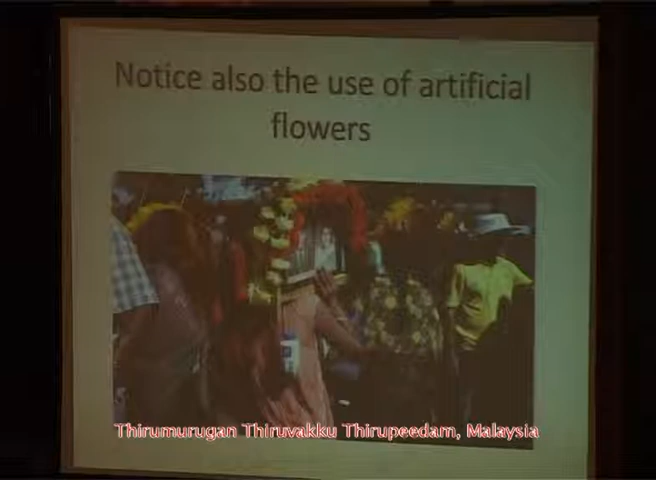 Notice also the use of artificial
flowers
Thirumurugan Thiruvakku Thirupeedam, Malaysia